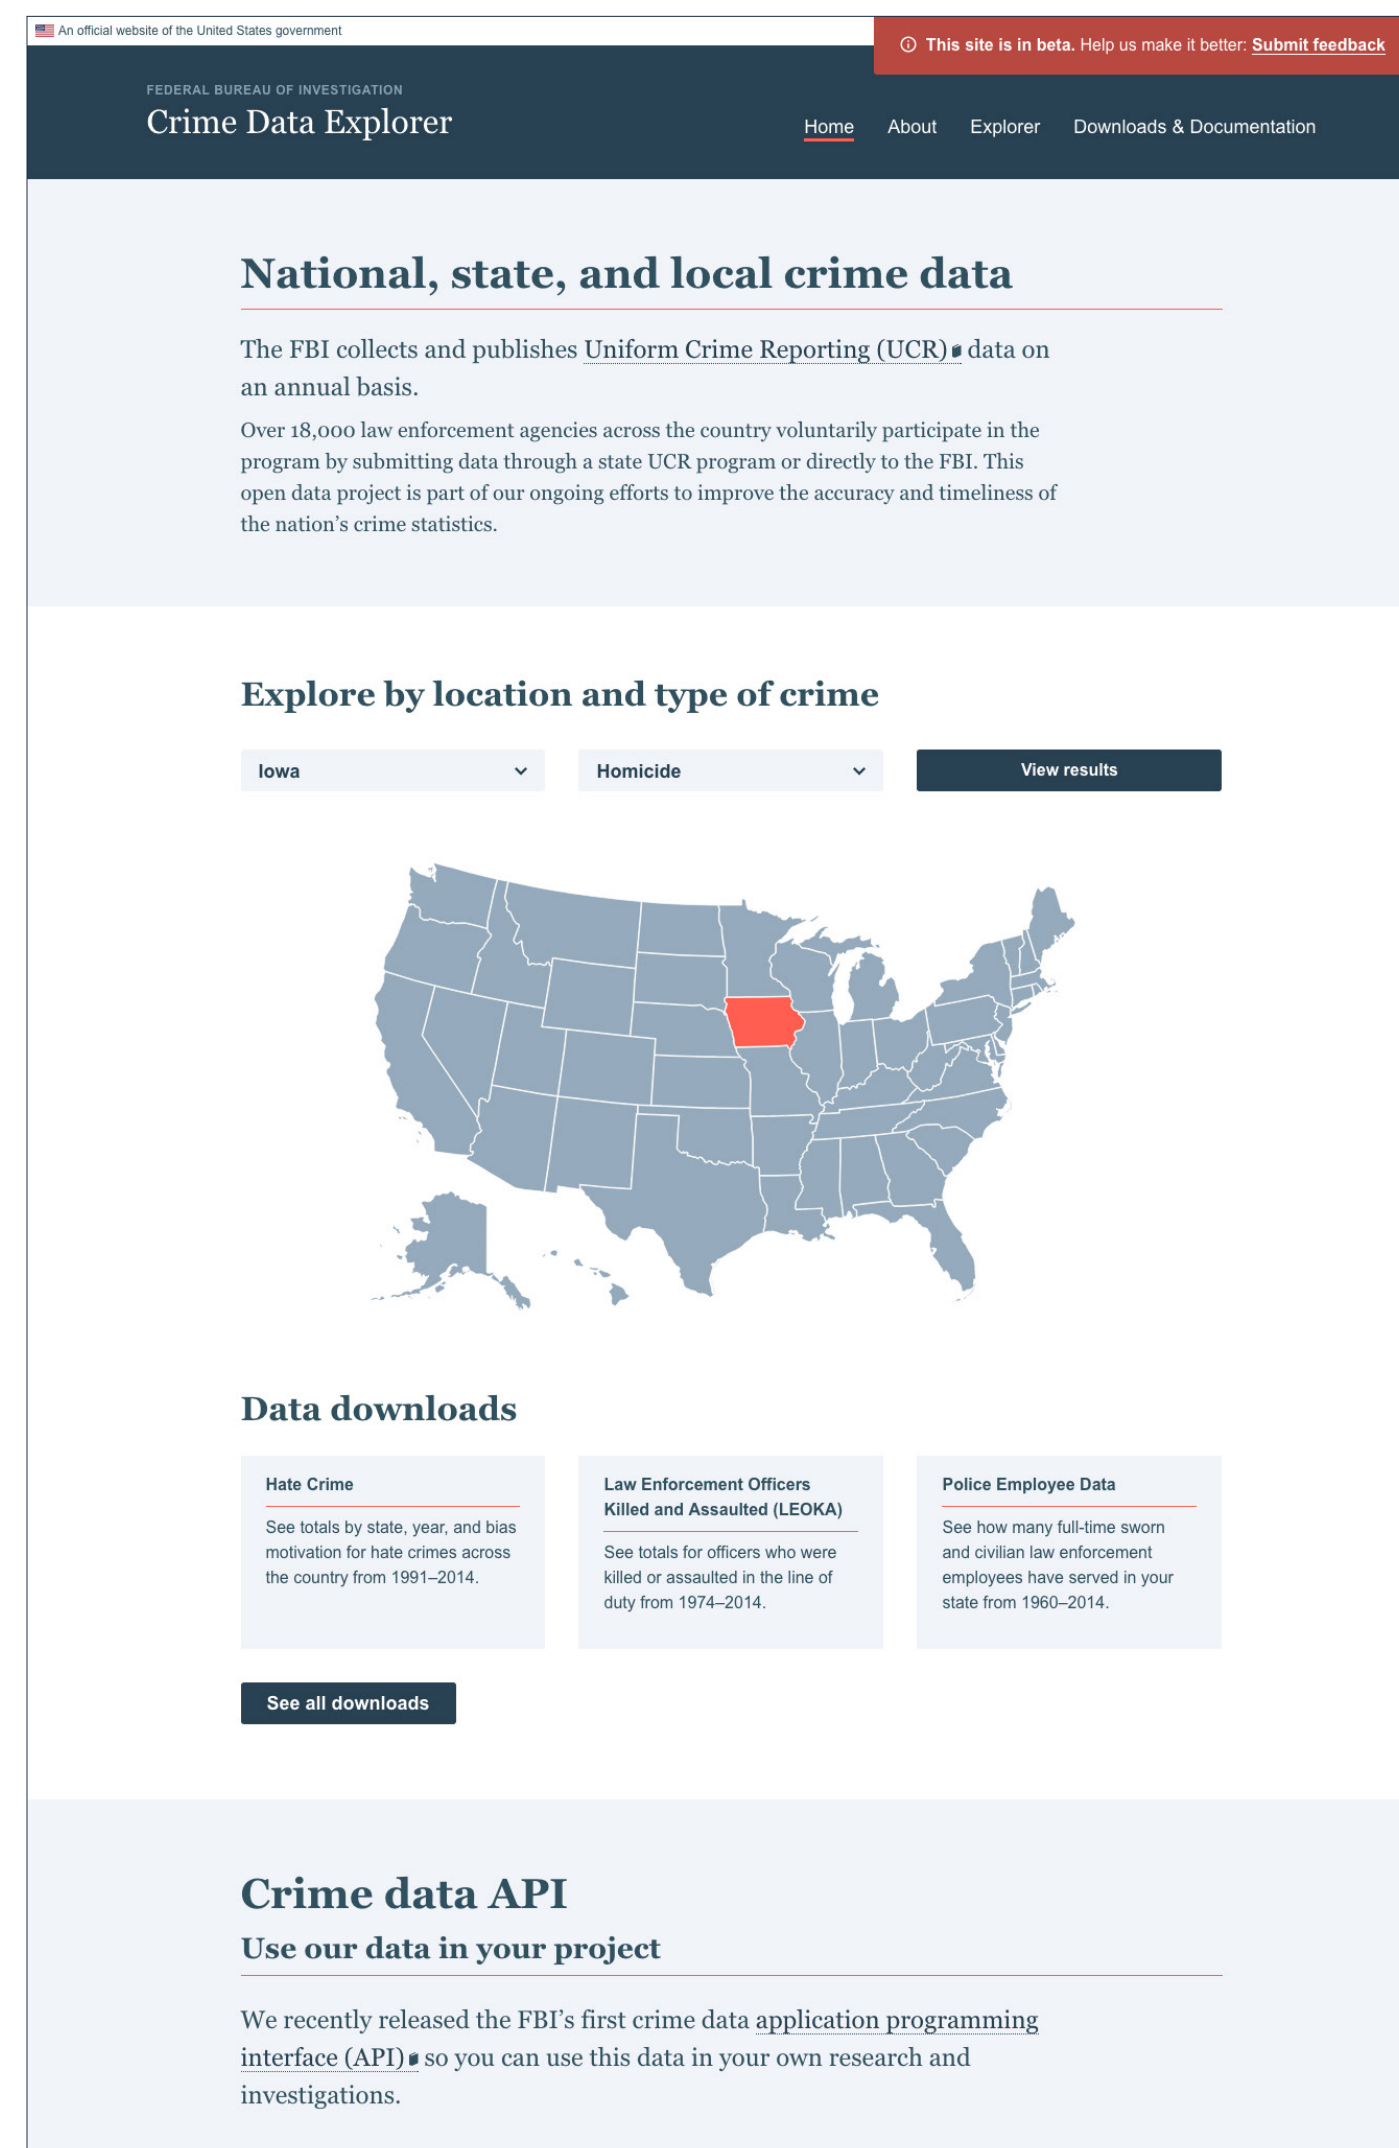 An official website of the United States government
This site is in beta. Help us make it better: Submit feedback
FEDERAL BUREAU OF INVESTIGATION
Crime Data Explorer
Home About Explorer Downloads & Documentation
National, state, and local crime data
The FBI collects and publishes Uniform Crime Reporting (UCR) data on
an annual basis.
Over 18,000 law enforcement agencies across the country voluntarily participate in the
program by submitting data through a state UCR program or directly to the FBI. This
open data project is part of our ongoing efforts to improve the accuracy and timeliness of
the nation’s crime statistics.
Explore by location and type of crime
Iowa
Homicide
View results
Data downloads
Hate Crime
See totals by state, year, and bias
motivation for hate crimes across
the country from 1991–2014.
Law Enforcement Officers
Killed and Assaulted (LEOKA)
See totals for officers who were
killed or assaulted in the line of
duty from 1974–2014.
Police Employee Data
See how many full-time sworn
and civilian law enforcement
employees have served in your
state from 1960–2014.
See all downloads
Crime data API
Use our data in your project
We recently released the FBI’s first crime data application programming
interface (API) so you can use this data in your own research and
investigations.